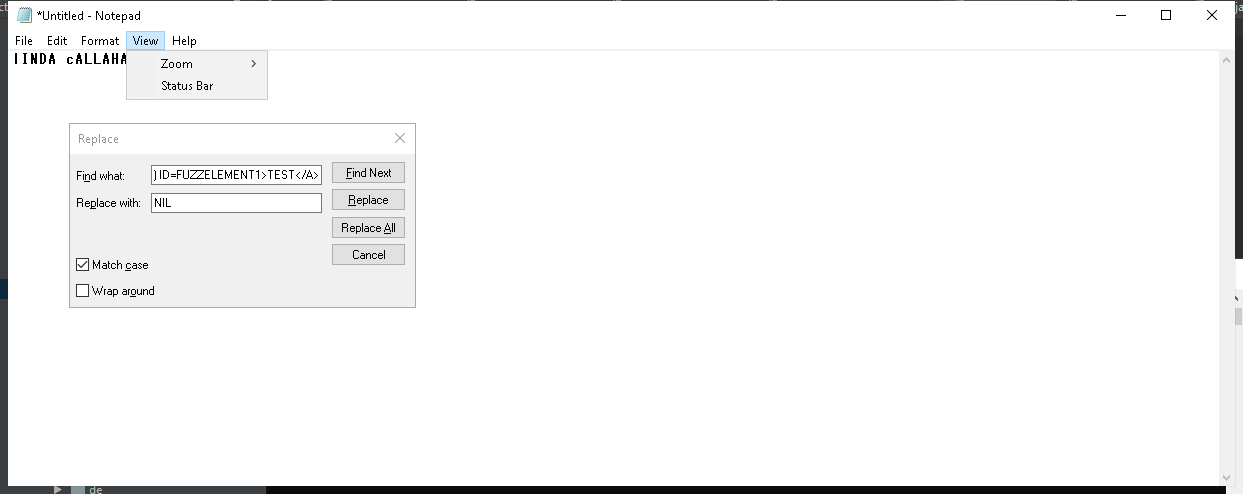 *Untitled - Notepad
File Edit Format View Help
lINDA cALLAHA
Zoom
Status Bar
Replace
Find what: )ID=FUZZELEMENT1>TEST</A> Find Next
Replace with: NIL Replace
Replace All
Cancel
Match case
Wrap around
de